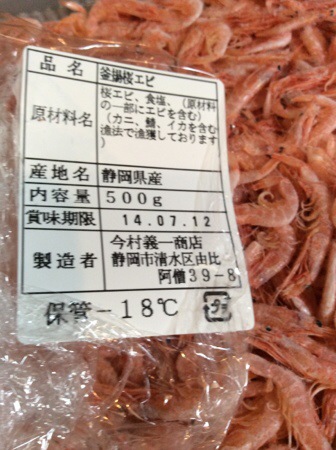 品名 釜揚桜エビ
原材料名 桜エビ、食塩、(原材料
の一部にエビを含む)
(カニ、鯖、イカを含む
漁法で漁獲しております
)
産地名 静岡県産
内容量 500g
賞味期限 14.07.12
製造者 今村義一商店
静岡市清水区由比
阿僧39-8
保管-18℃
プラ